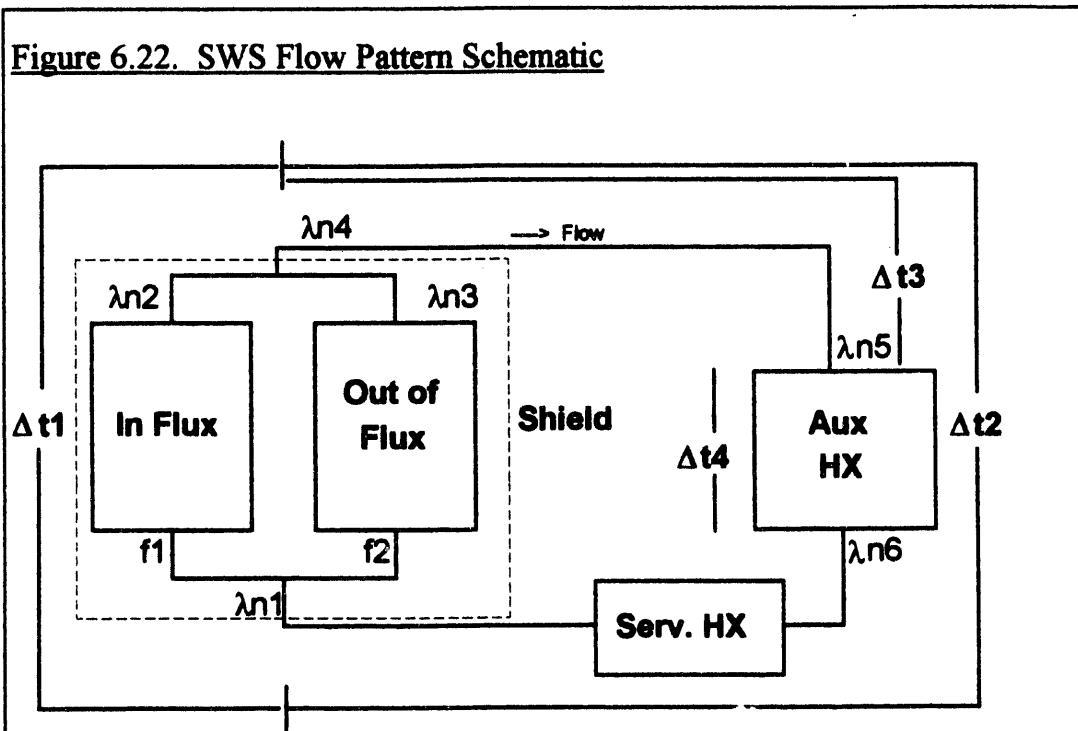 Figure 6.22. SWS Flow Pattern Schematic
λn4
—> Flow
Δt3
λn2
λn3
λn5
In Flux
Out of
Flux
Shield
Δt1
Δt4
Aux
HX
Δt2
f1
f2
λn6
λn1
Serv. HX